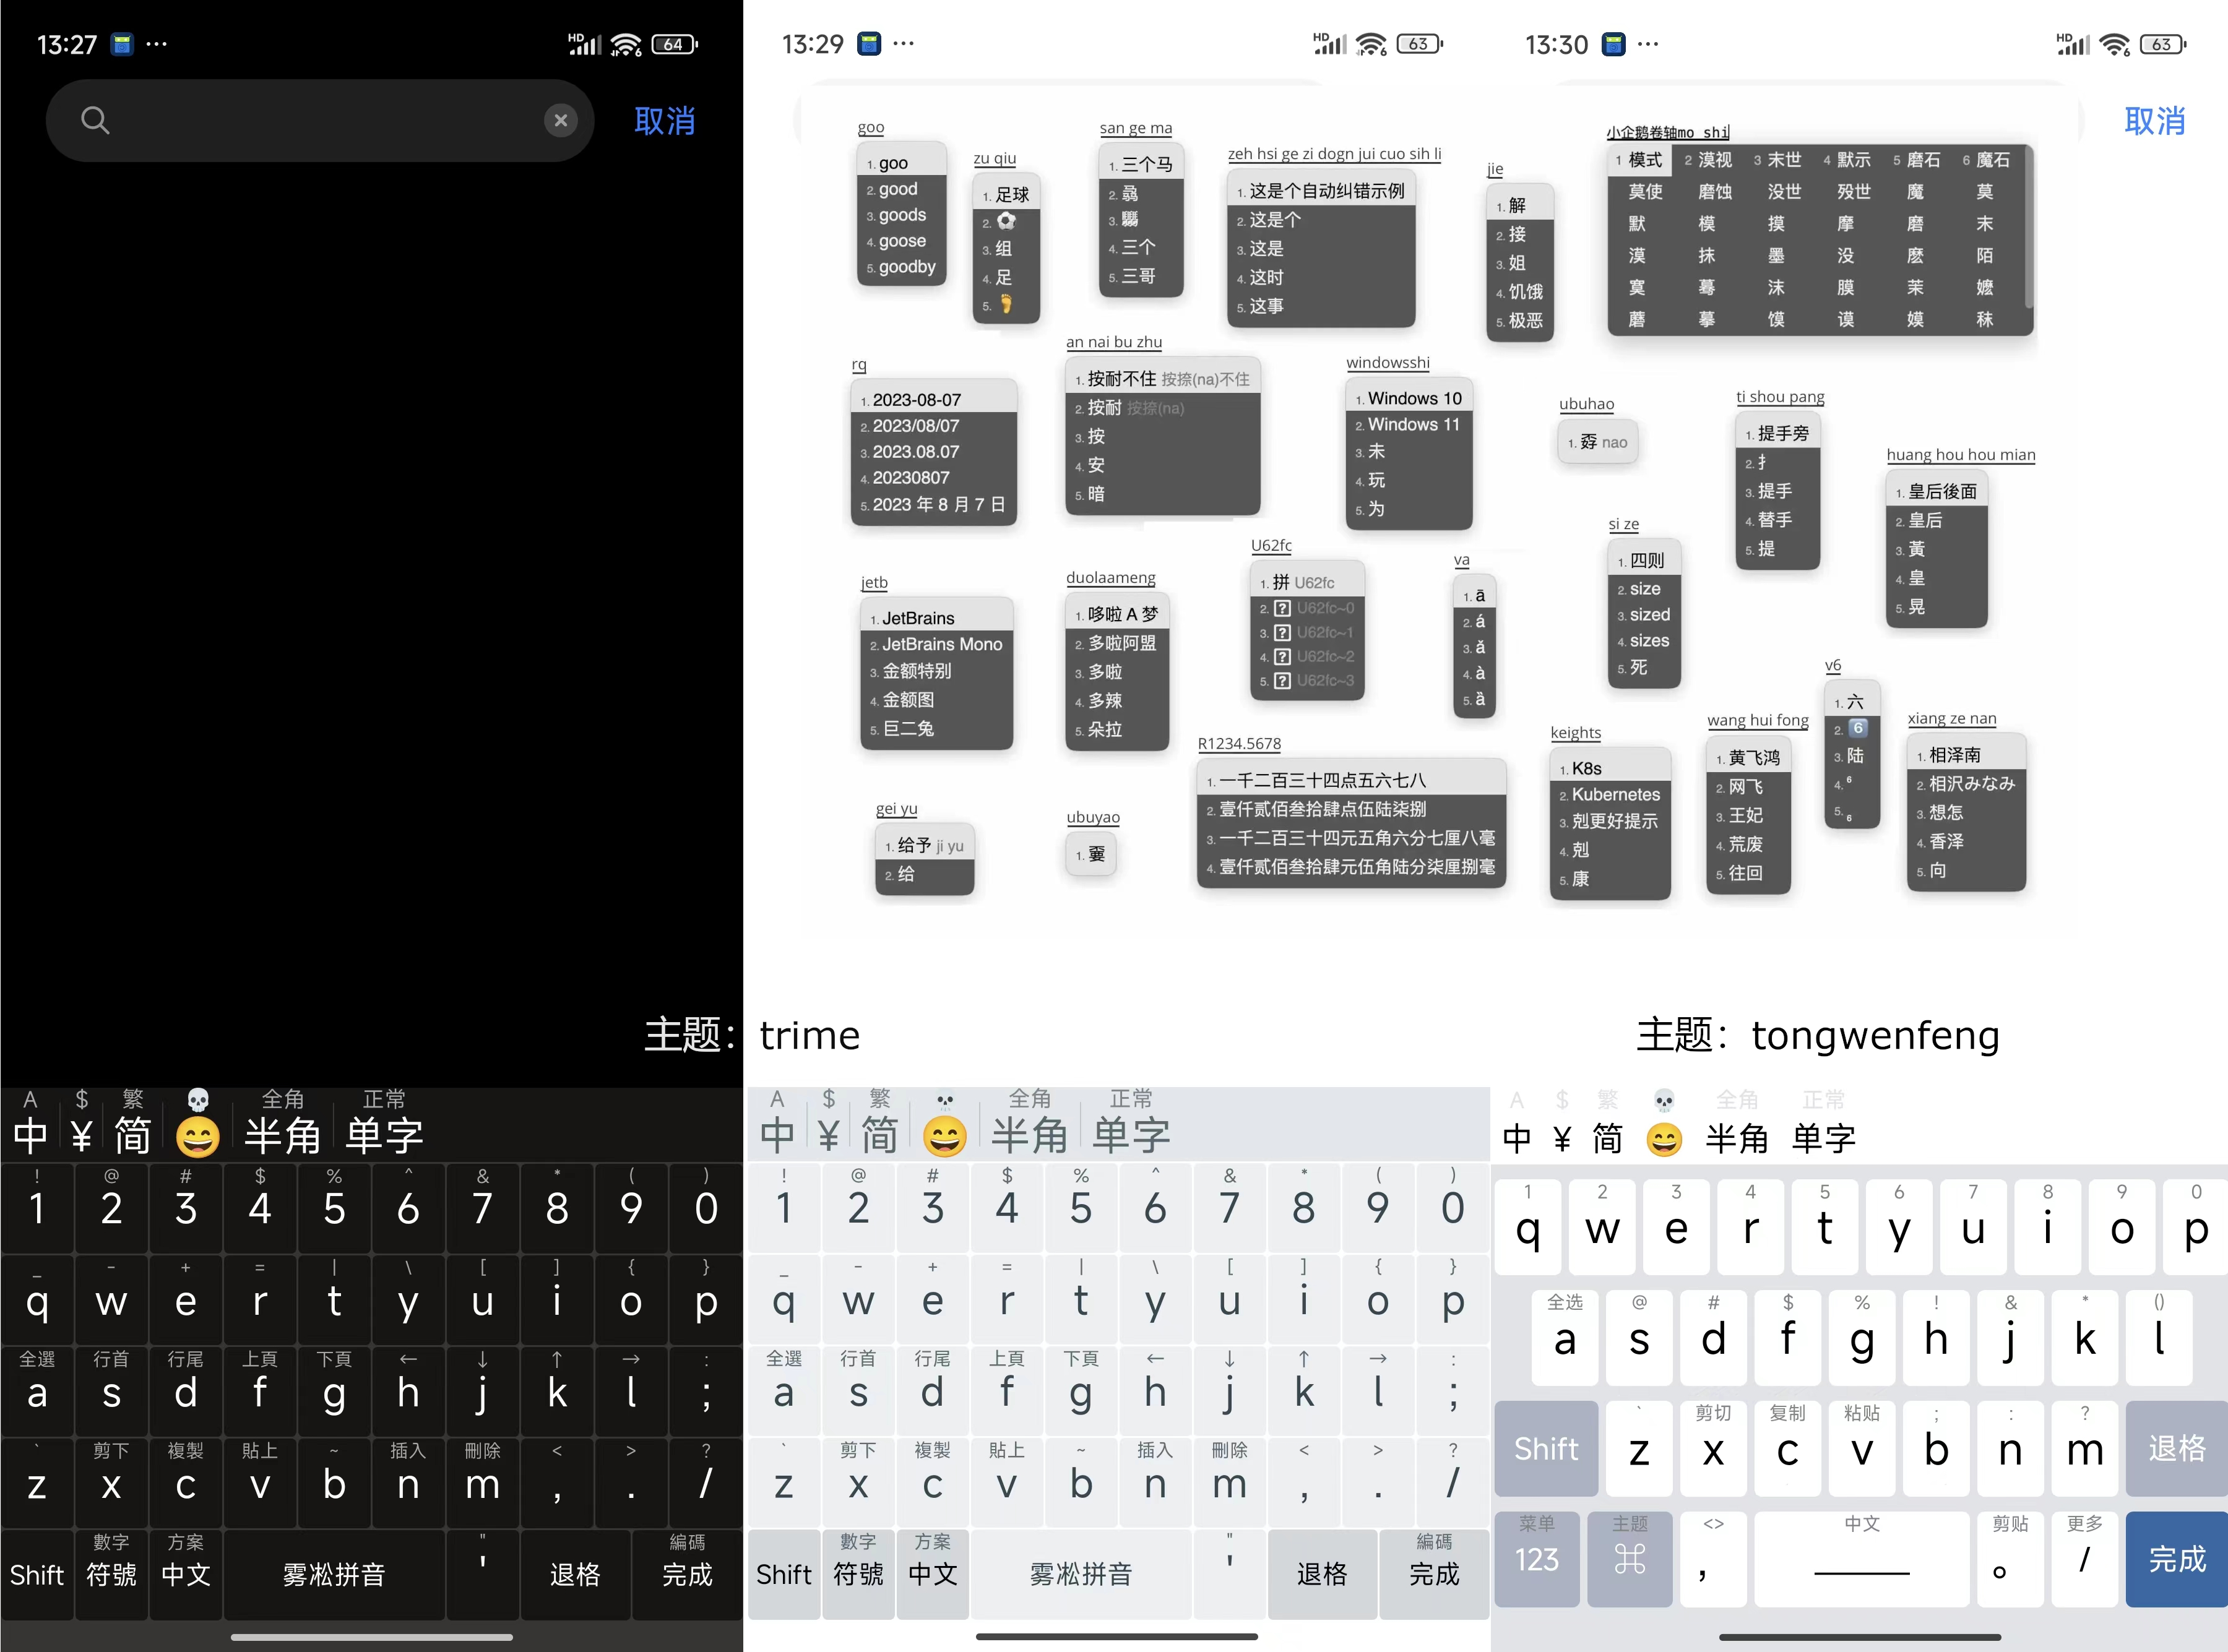 13:27
HD 6 64
取消
13:29
HD 6 63
13:30
HD 6 63
取消
goo
1. goo
2. good
3. goods
4. goose
5. goodby
zu qiu
1. 足球
2. ⚽
3. 组
4. 足
5. 🦶
san ge ma
1. 三个马
2. 骉
3. 䯂
4. 三个
5. 三哥
zeh hsi ge zi dogn jui cuo sih li
1. 这是个自动纠错示例
2. 这是个
3. 这是
4. 这时
5. 这事
jie
1. 解
2. 接
3. 姐
4. 饥饿
5. 极恶
小企鹅卷轴mo shi
1 模式 2 漠视 3 末世 4 默示 5 磨石 6 魔石
莫使 磨蚀 没世 殁世 魔 莫
默 模 摸 摩 磨 末
漠 抹 墨 没 麽 陌
寞 蓦 沫 膜 茉 嬷
蘑 摹 馍 谟 嫫 秣
rq
1. 2023-08-07
2. 2023/08/07
3. 2023.08.07
4. 20230807
5. 2023 年 8 月 7 日
an nai bu zhu
1. 按耐不住 按捺(na)不住
2. 按耐 按捺(na)
3. 按
4. 安
5. 暗
windowsshi
1. Windows 10
2. Windows 11
3. 未
4. 玩
5. 为
ubuhao
1. 孬 nao
ti shou pang
1. 提手旁
2. 扌
3. 提手
4. 替手
5. 提
huang hou hou mian
1. 皇后後面
2. 皇后
3. 黃
4. 皇
5. 晃
jetb
1. JetBrains
2. JetBrains Mono
3. 金额特别
4. 金额图
5. 巨二兔
duolaameng
1. 哆啦 A 梦
2. 多啦阿盟
3. 多啦
4. 多辣
5. 朵拉
U62fc
1. 拼 U62fc
2. ? U62fc~0
3. ? U62fc~1
4. ? U62fc~2
5. ? U62fc~3
va
1. ā
2. á
3. ǎ
4. à
5. ȁ
si ze
1. 四则
2. size
3. sized
4. sizes
5. 死
v6
1. 六
2. 6️⃣
3. 陆
4. ⁶
5. ₆
gei yu
1. 给予 ji yu
2. 给
ubuyao
1. 嫑
R1234.5678
1. 一千二百三十四点五六七八
2. 壹仟贰佰叁拾肆点伍陆柒捌
3. 一千二百三十四元五角六分七厘八毫
4. 壹仟贰佰叁拾肆元伍角陆分柒厘捌毫
keights
1. K8s
2. Kubernetes
3. 剋更好提示
4. 剋
5. 康
wang hui fong
1. 黄飞鸿
2. 网飞
3. 王妃
4. 荒废
5. 往回
xiang ze nan
1. 相泽南
2. 相沢みなみ
3. 想怎
4. 香泽
5. 向
主题：trime
主题：tongwenfeng
A $ 繁 💀 全角 正常
中 ¥ 简 😄 半角 单字
! @ # $ % ^ & * ( )
1 2 3 4 5 6 7 8 9 0
_ - + = | \ [ ] { }
q w e r t y u i o p
全選 行首 行尾 上頁 下頁 ← ↓ ↑ → :
a s d f g h j k l ;
` 剪下 複製 貼上 ~ 插入 刪除 < > ?
z x c v b n m , . /
數字 方案 " 編碼
Shift 符號 中文 雾凇拼音 ' 退格 完成
A $ 繁 💀 全角 正常
中 ¥ 简 😄 半角 单字
! @ # $ % ^ & * ( )
1 2 3 4 5 6 7 8 9 0
_ - + = | \ [ ] { }
q w e r t y u i o p
全選 行首 行尾 上頁 下頁 ← ↓ ↑ → :
a s d f g h j k l ;
` 剪下 複製 貼上 ~ 插入 刪除 < > ?
z x c v b n m , . /
數字 方案 " 編碼
Shift 符號 中文 雾凇拼音 ' 退格 完成
A $ 繁 💀 全角 正常
中 ¥ 简 😄 半角 单字
1 2 3 4 5 6 7 8 9 0
q w e r t y u i o p
全选 @ # $ % ! & * ()
a s d f g h j k l
` 剪切 复制 粘贴 ; : ?
Shift z x c v b n m 退格
菜单 主题 <> 中文 剪贴 更多
123 ⌘ , 。 / 完成